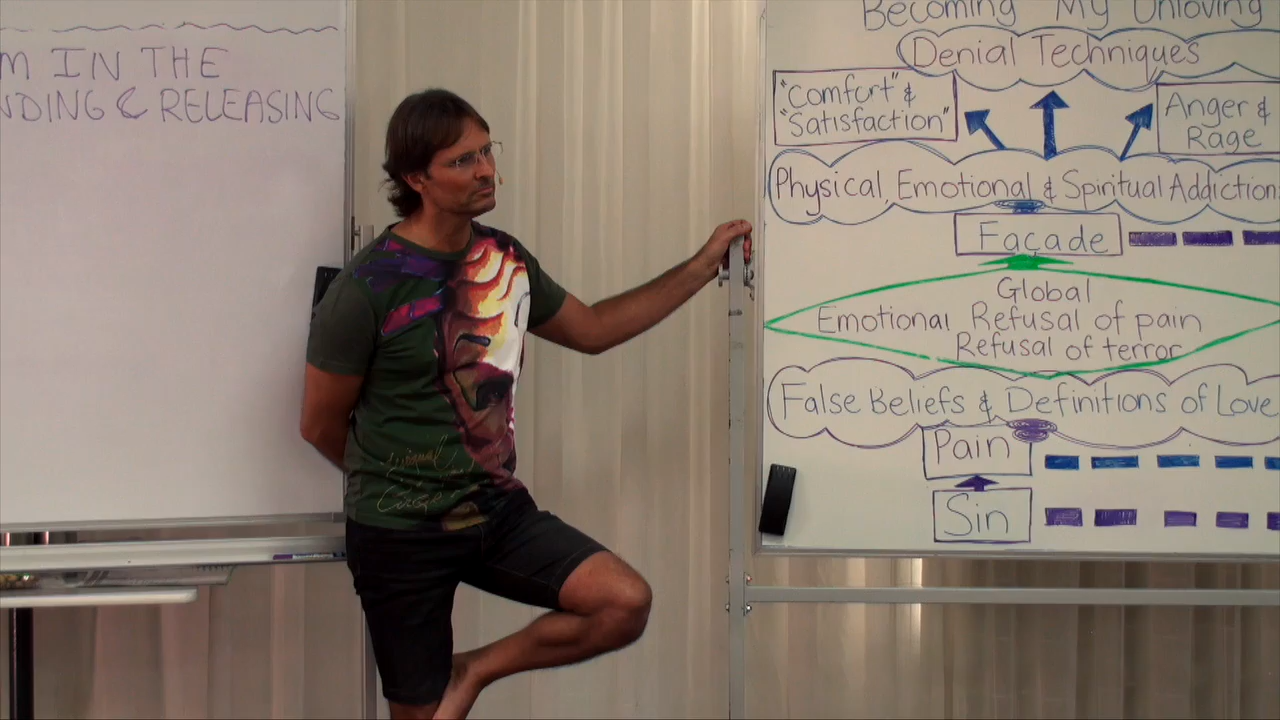 M IN THE
NDING & RELEASING
Becoming My Unloving
Denial Techniques
"Comfort" &
"Satisfaction"
Anger &
Rage
Physical, Emotional & Spiritual Addiction
Façade
Global
Emotional Refusal of pain
Refusal of terror
False Beliefs & Definitions of Love
Pain
Sin